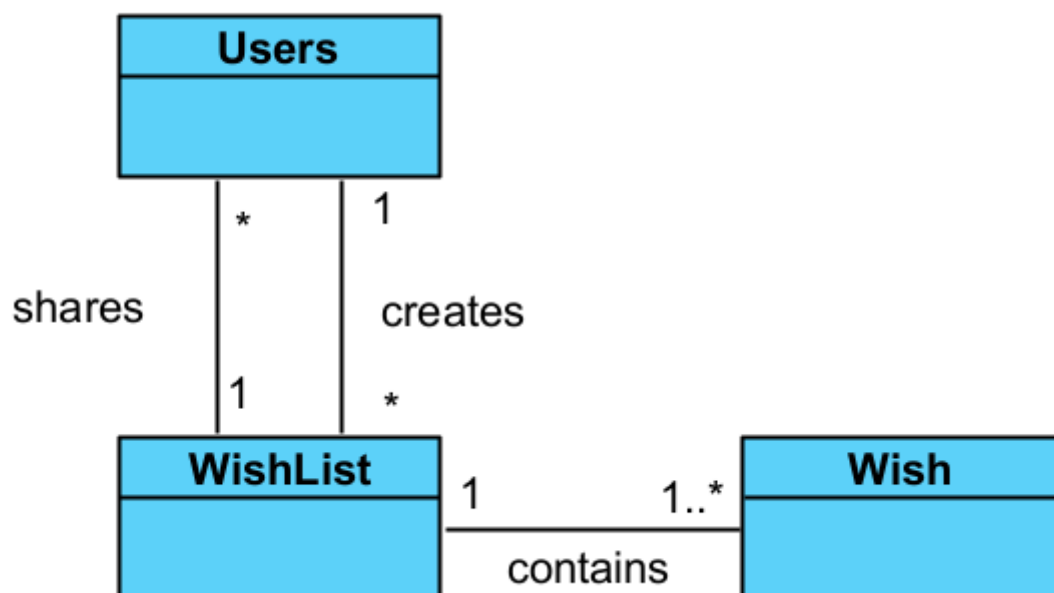 Users
* 1
shares creates
1 *
WishList Wish
1 1..*
contains